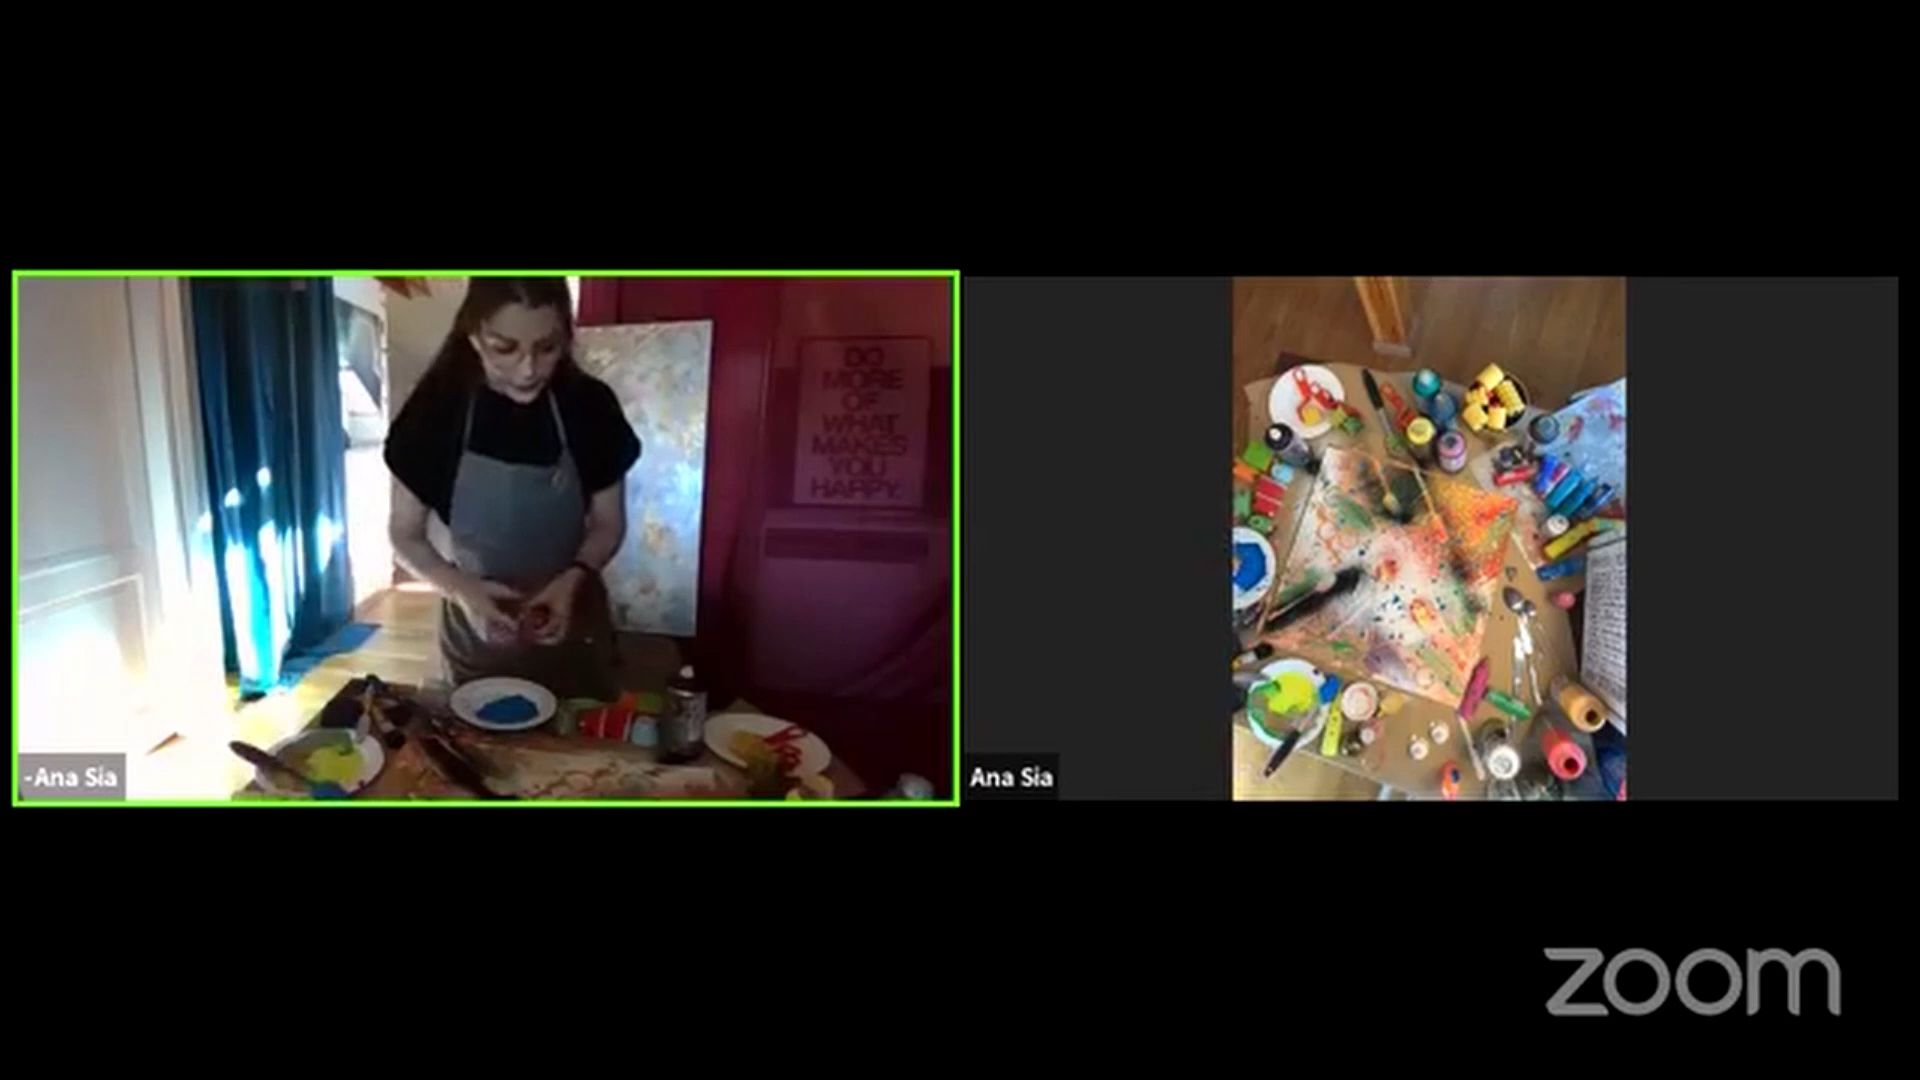 DO
MORE
OF
WHAT
MAKES
YOU
HAPPY.
-Ana Sia
Ana Sia
zoom